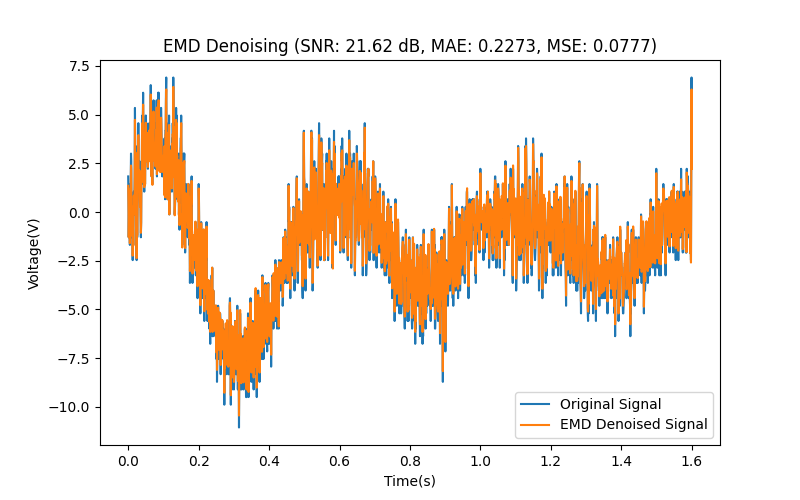 EMD Denoising (SNR: 21.62 dB, MAE: 0.2273, MSE: 0.0777)
7.5
5.0
2.5
0.0
−2.5
−5.0
−7.5
−10.0
Voltage(V)
Original Signal
EMD Denoised Signal
0.0 0.2 0.4 0.6 0.8 1.0 1.2 1.4 1.6
Time(s)